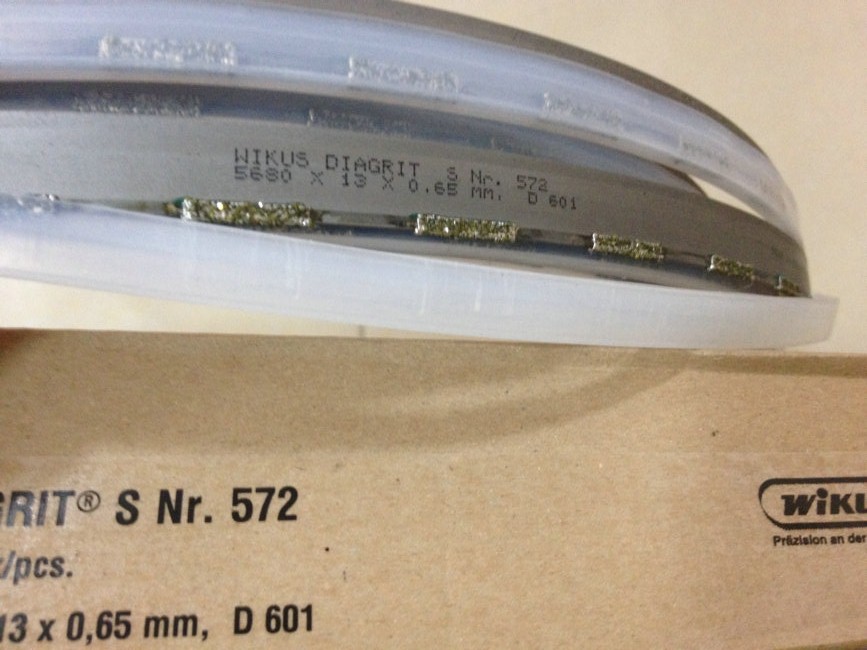 WIKUS DIAGRIT S Nr. 572
5680 X 13 X 0.65 MM. D 601
GRIT® S Nr. 572
/pcs.
13 x 0,65 mm, D 601
WiKU
Präzision an der